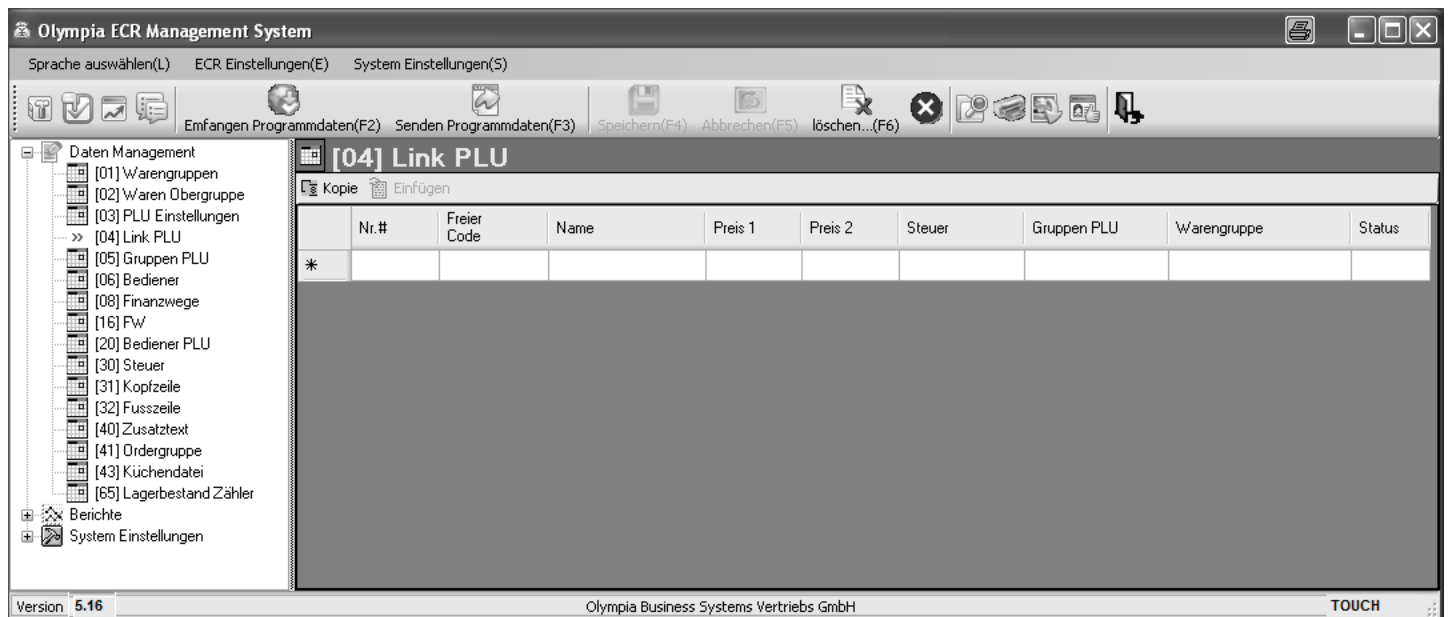 Olympia ECR Management System
Sprache auswählen(L) ECR Einstellungen(E) System Einstellungen(S)
Emfangen Programmdaten(F2) Senden Programmdaten(F3) Speichern(F4) Abbrechen(F5) löschen...(F6)
Daten Management
[01] Warengruppen
[02] Waren Obergruppe
[03] PLU Einstellungen
» [04] Link PLU
[05] Gruppen PLU
[06] Bediener
[08] Finanzwege
[16] FW
[20] Bediener PLU
[30] Steuer
[31] Kopfzeile
[32] Fusszeile
[40] Zusatztext
[41] Ordergruppe
[43] Küchendatei
[65] Lagerbestand Zähler
Berichte
System Einstellungen
[04] Link PLU
Kopie Einfügen
Nr.# Freier Code Name Preis 1 Preis 2 Steuer Gruppen PLU Warengruppe Status
*
Version 5.16 Olympia Business Systems Vertriebs GmbH TOUCH